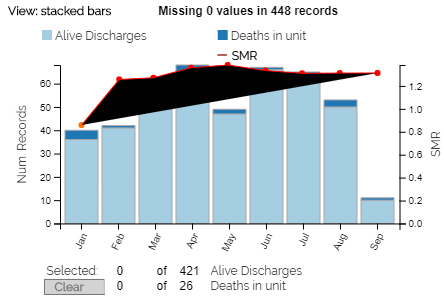 View: stacked bars Missing 0 values in 448 records
Alive Discharges Deaths in unit
SMR
60
50
40
30
20
10
0
Num Records
1.2
1.0
0.8
0.6
0.4
0.2
0.0
SMR
Jan Feb Mar Apr May Jun Jul Aug Sep
Selected: 0 of 421 Alive Discharges
Clear 0 of 26 Deaths in unit